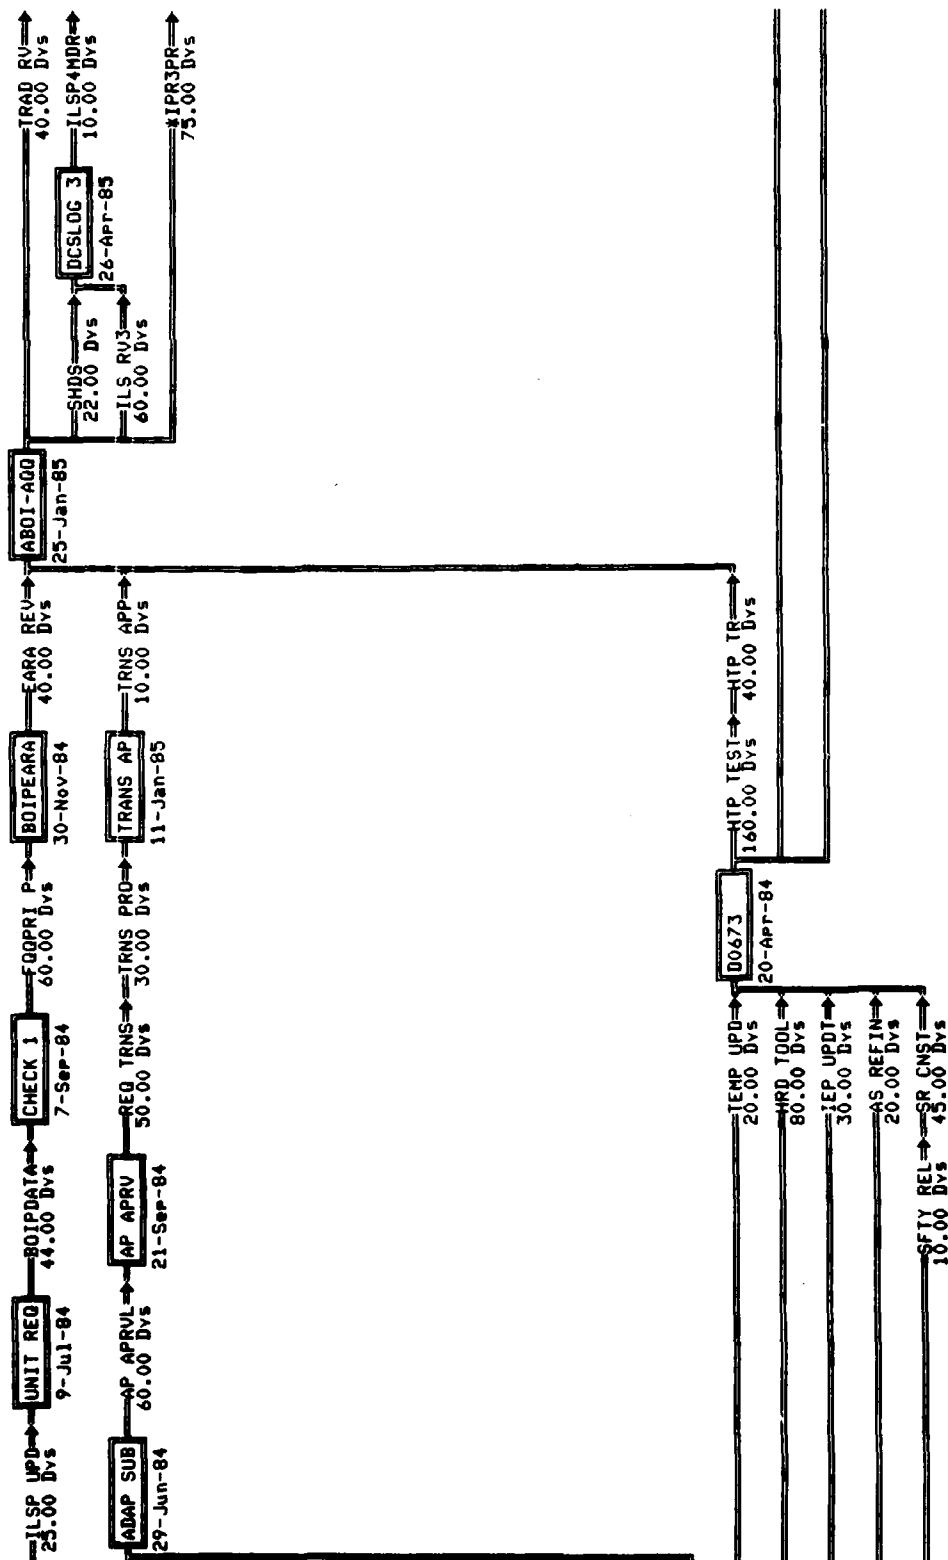 ILSP UPD
25.00 Dys
UNIT REQ
9-Jul-84
BOIPDATA
44.00 Dys
CHECK 1
7-Sep-84
FQQPRI P
60.00 Dys
BOIPEARA
30-Nov-84
EARA REV
40.00 Dys
ABOI-AQQ
25-Jan-85
TRAD RV
40.00 Dys
SHDS
22.00 Dys
ILS RV3
60.00 Dys
DCSLOG 3
26-Apr-85
ILSP4MDR
10.00 Dys
*IPR3PR
75.00 Dys
ADAP SUB
29-Jun-84
AP APRVL
60.00 Dys
AP APRV
21-Sep-84
REQ TRNS
50.00 Dys
TRNS PRO
30.00 Dys
TRANS AP
11-Jan-85
TRNS APP
10.00 Dys
TEMP UPD
20.00 Dys
HRD TOOL
80.00 Dys
IEP UPDT
30.00 Dys
AS REFIN
20.00 Dys
SFTY REL
10.00 Dys
SR CNST
45.00 Dys
D0673
20-Apr-84
HTP TEST
160.00 Dys
HTP TR
40.00 Dys